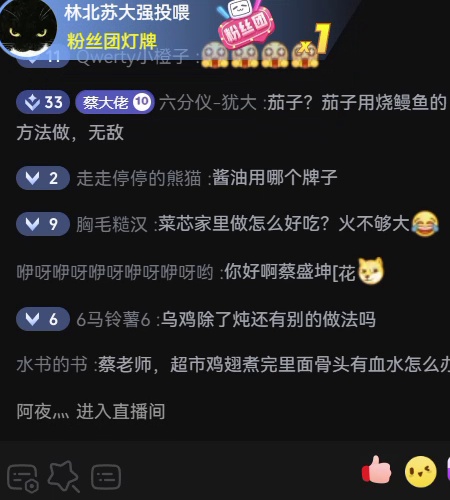 林北苏大强投喂
粉丝团灯牌
粉丝团
x1
11 Qwerty小橙子 :
33 蔡大佬 10 六分仪-犹大 :茄子？茄子用烧鳗鱼的
方法做，无敌
2 走走停停的熊猫 :酱油用哪个牌子
9 胸毛糙汉 :菜芯家里做怎么好吃？火不够大
咿呀咿呀咿呀咿呀咿呀哟 :你好啊蔡盛坤[花
6 6马铃薯6 :乌鸡除了炖还有别的做法吗
水书的书 :蔡老师，超市鸡翅煮完里面骨头有血水怎么办
阿夜灬 进入直播间